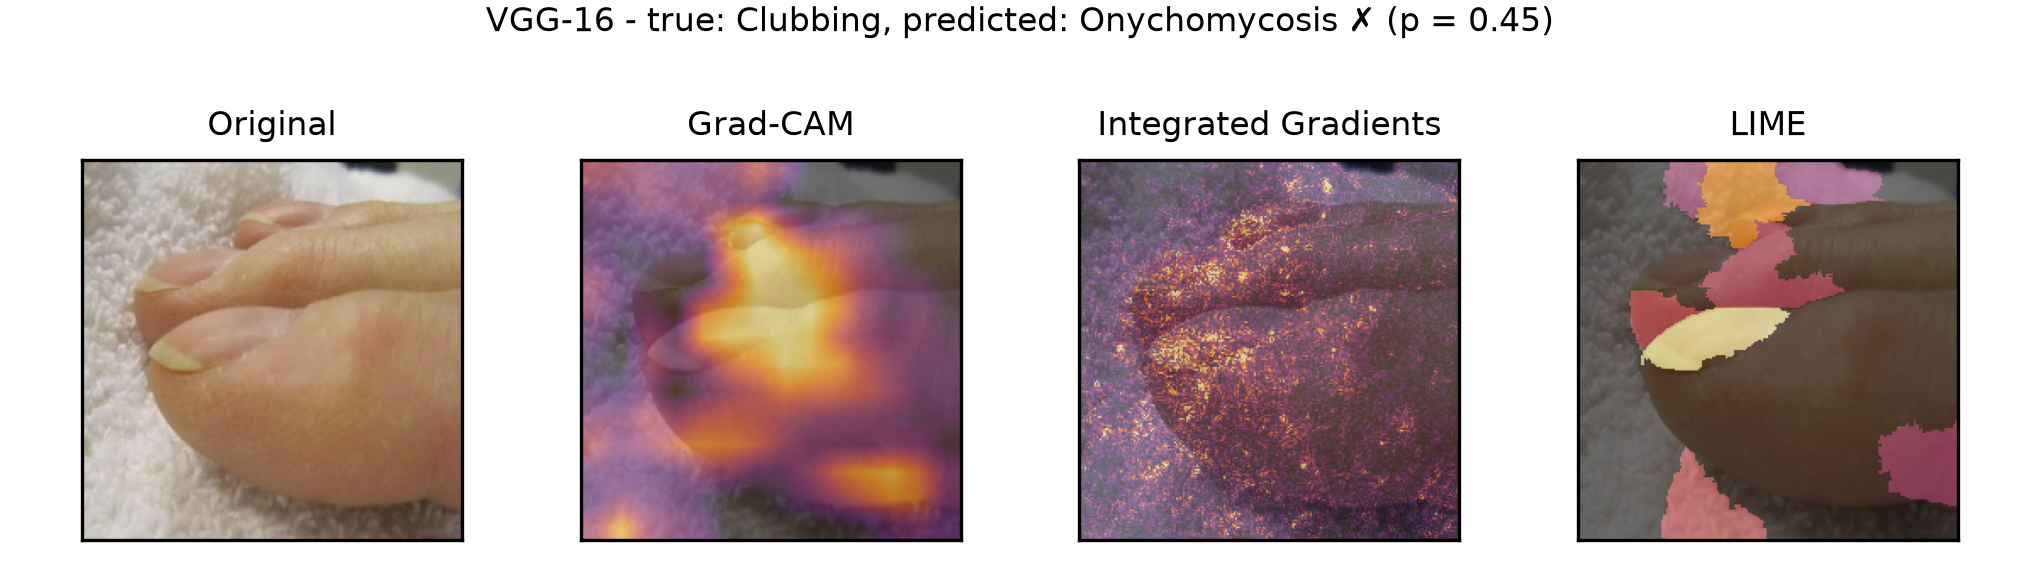 VGG-16 - true: Clubbing, predicted: Onychomycosis ✗ (p = 0.45)
Original
Grad-CAM
Integrated Gradients
LIME